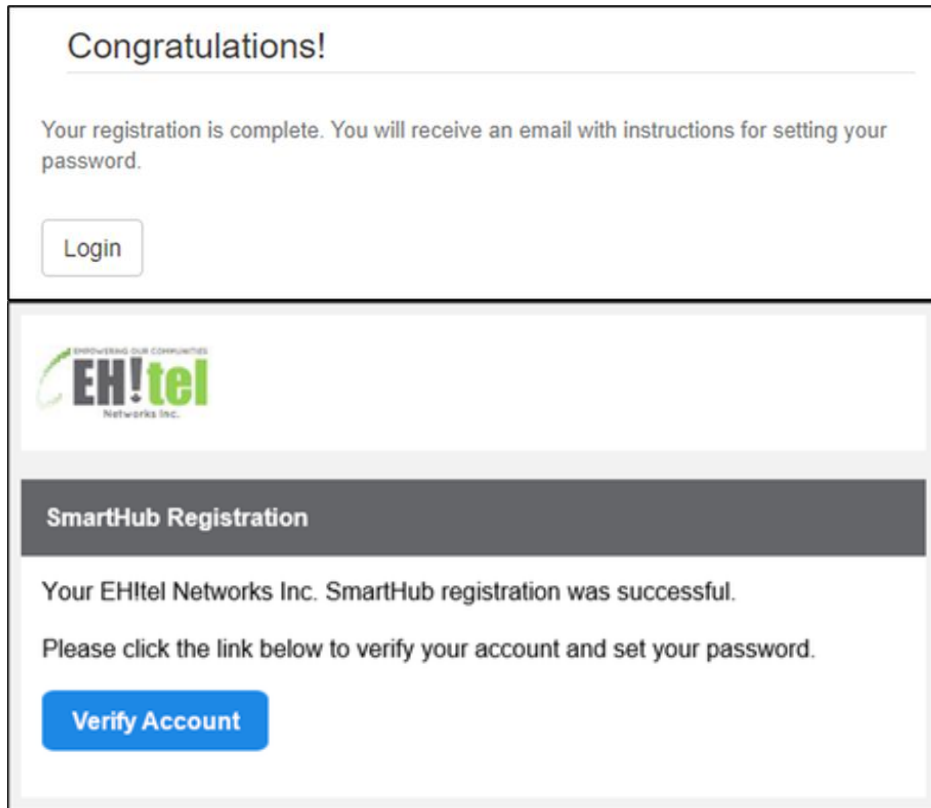 Congratulations!
Your registration is complete. You will receive an email with instructions for setting your
password.
Login
EMPOWERING OUR COMMUNITIES
EH!tel
Networks Inc.
SmartHub Registration
Your EH!tel Networks Inc. SmartHub registration was successful.
Please click the link below to verify your account and set your password.
Verify Account